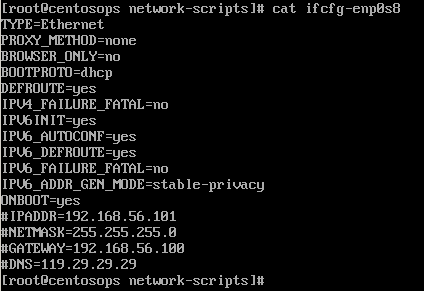 [root@centosops network-scripts]# cat ifcfg-enp0s8
TYPE=Ethernet
PROXY_METHOD=none
BROWSER_ONLY=no
BOOTPROTO=dhcp
DEFROUTE=yes
IPV4_FAILURE_FATAL=no
IPV6INIT=yes
IPV6_AUTOCONF=yes
IPV6_DEFROUTE=yes
IPV6_FAILURE_FATAL=no
IPV6_ADDR_GEN_MODE=stable-privacy
ONBOOT=yes
#IPADDR=192.168.56.101
#NETMASK=255.255.255.0
#GATEWAY=192.168.56.100
#DNS=119.29.29.29
[root@centosops network-scripts]#